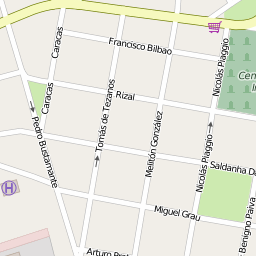 Caracas
Francisco Bilbao
Nicolás Piaggio
Tomás de Tezanos
Caracas
Rizal
Pedro Bustamante
Melitón González
Nicolás Piaggio
Saldanha D
H
Miguel Grau
Benigno Paiva
Arturo